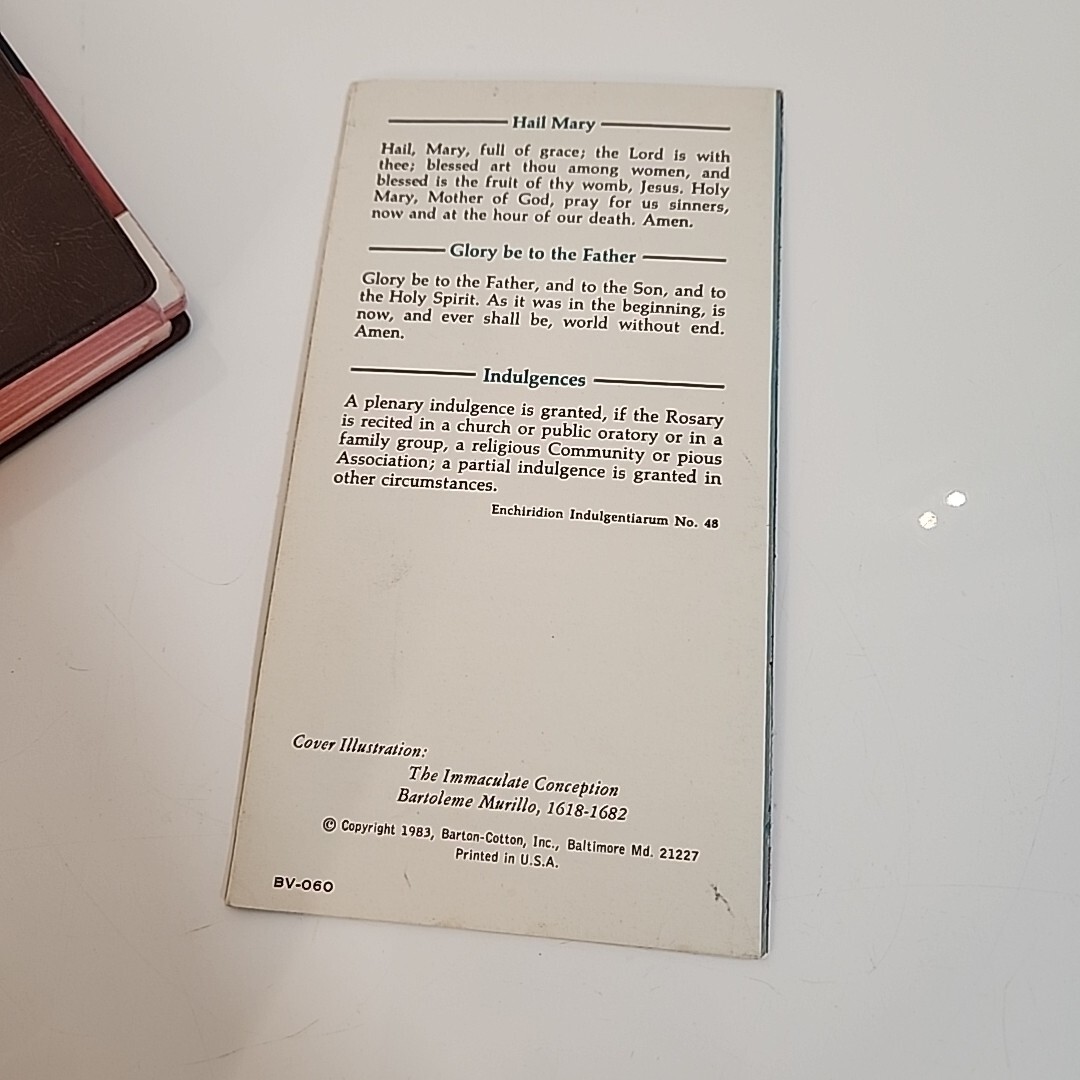 Hail Mary
Hail, Mary, full of grace; the Lord is with
thee; blessed art thou among women, and
blessed is the fruit of thy womb, Jesus. Holy
Mary, Mother of God, pray for us sinners,
now and at the hour of our death. Amen.
Glory be to the Father
Glory be to the Father, and to the Son, and to
the Holy Spirit. As it was in the beginning, is
now, and ever shall be, world without end.
Amen.
Indulgences
A plenary indulgence is granted, if the Rosary
is recited in a church or public oratory or in a
family group, a religious Community or pious
Association; a partial indulgence is granted in
other circumstances.
Enchiridion Indulgentiarum No. 48
Cover Illustration:
The Immaculate Conception
Bartoleme Murillo, 1618-1682
© Copyright 1983, Barton-Cotton, Inc., Baltimore Md. 21227
Printed in U.S.A.
BV-060